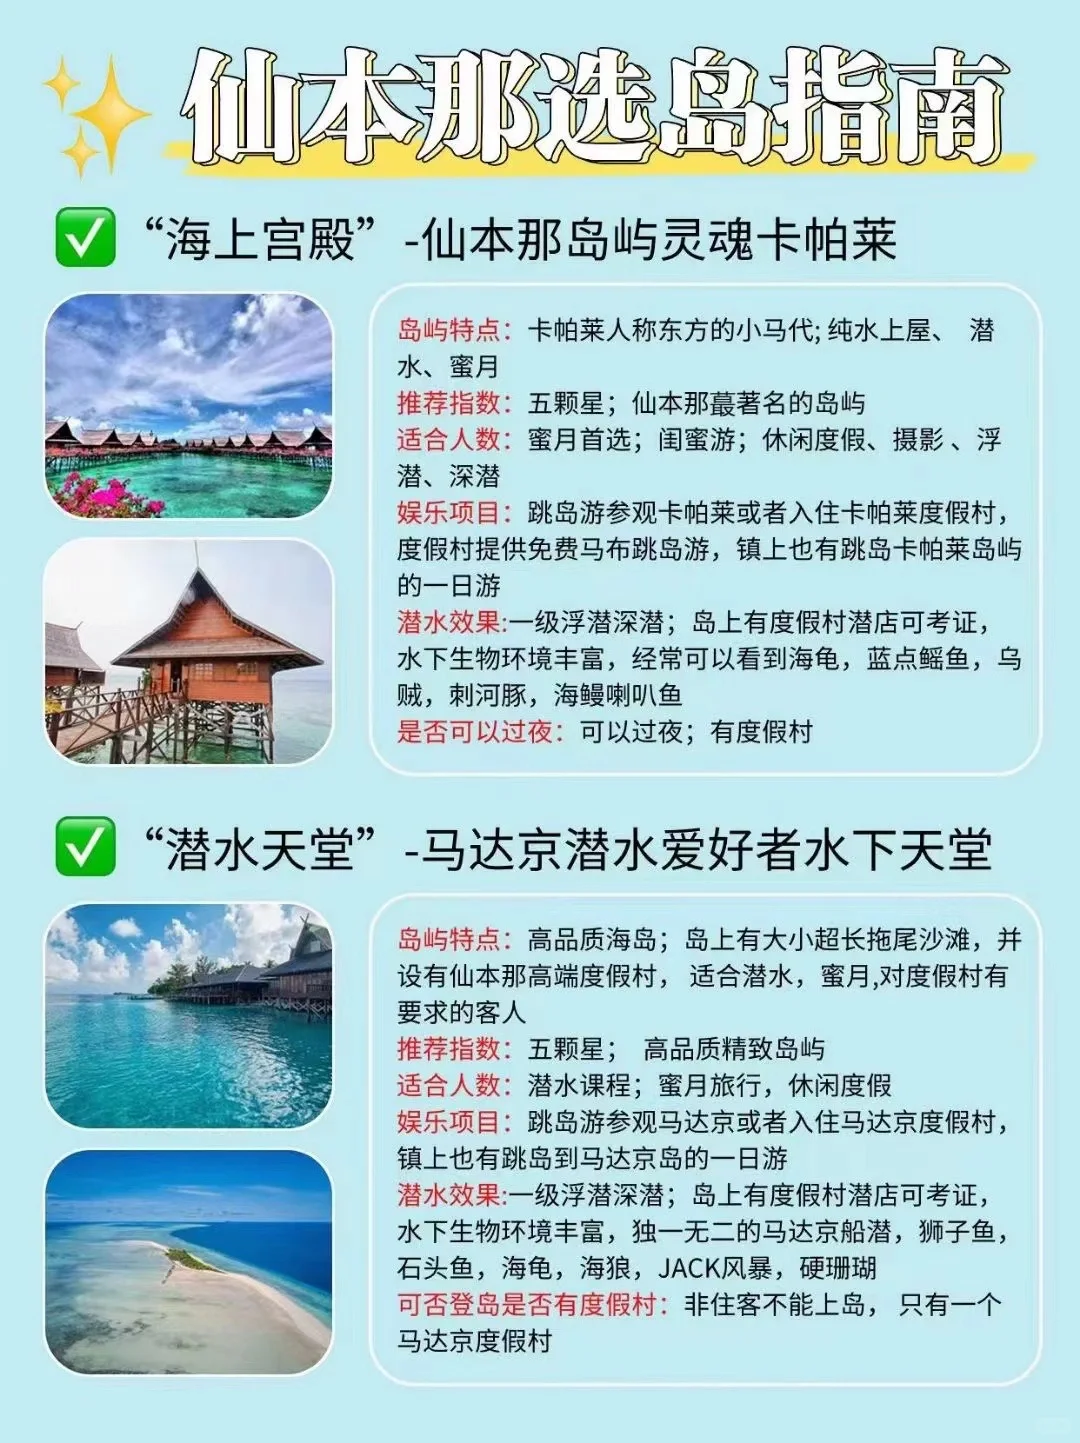 仙本那选岛指南
“海上宫殿”-仙本那岛屿灵魂卡帕莱
岛屿特点：卡帕莱人称东方的小马代; 纯水上屋、 潜
水、蜜月
推荐指数：五颗星；仙本那蕞著名的岛屿
适合人数：蜜月首选；闺蜜游；休闲度假、摄影 、浮
潜、深潜
娱乐项目：跳岛游参观卡帕莱或者入住卡帕莱度假村，
度假村提供免费马布跳岛游，镇上也有跳岛卡帕莱岛屿
的一日游
潜水效果:一级浮潜深潜；岛上有度假村潜店可考证，
水下生物环境丰富，经常可以看到海龟，蓝点鳐鱼，乌
贼，刺河豚，海鳗喇叭鱼
是否可以过夜：可以过夜；有度假村
“潜水天堂”-马达京潜水爱好者水下天堂
岛屿特点：高品质海岛；岛上有大小超长拖尾沙滩，并
设有仙本那高端度假村， 适合潜水，蜜月,对度假村有
要求的客人
推荐指数：五颗星； 高品质精致岛屿
适合人数：潜水课程；蜜月旅行，休闲度假
娱乐项目：跳岛游参观马达京或者入住马达京度假村，
镇上也有跳岛到马达京岛的一日游
潜水效果:一级浮潜深潜；岛上有度假村潜店可考证，
水下生物环境丰富，独一无二的马达京船潜，狮子鱼，
石头鱼，海龟，海狼，JACK风暴，硬珊瑚
可否登岛是否有度假村：非住客不能上岛， 只有一个
马达京度假村